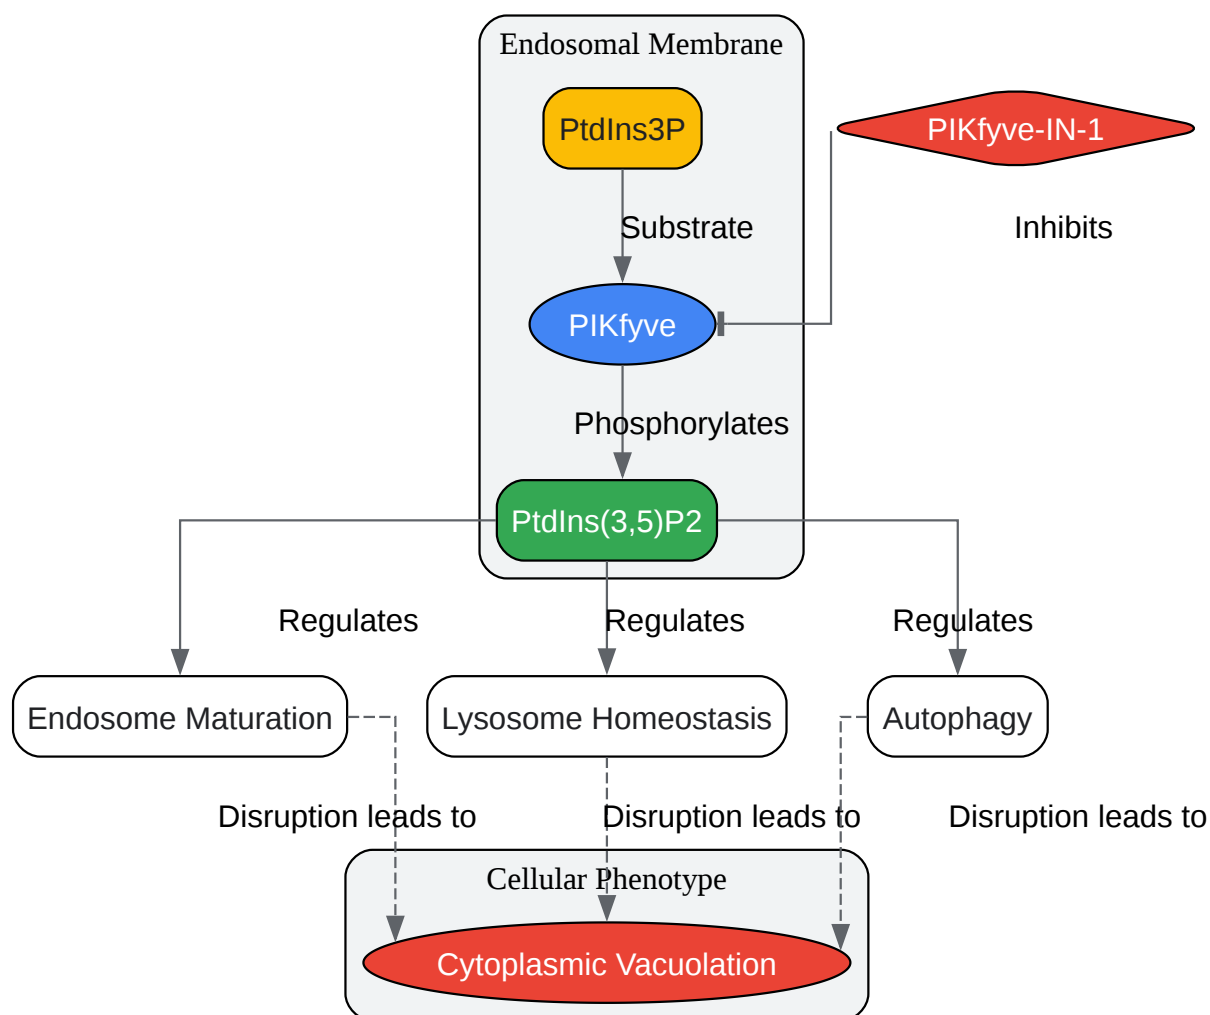 Endosomal Membrane
PtdIns3P
PIKfyve-IN-1
Substrate
Inhibits
PIKfyve
Phosphorylates
PtdIns(3,5)P2
Regulates
Regulates
Regulates
Endosome Maturation
Lysosome Homeostasis
Autophagy
Disruption leads to
Disruption leads to
Disruption leads to
Cellular Phenotype
Cytoplasmic Vacuolation